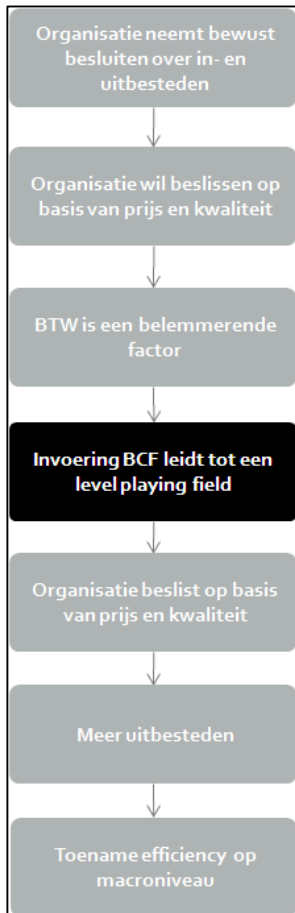 Organisatie neemt bewust
besluiten over in- en
uitbesteden
Organisatie wil beslissen op
basis van prijs en kwaliteit
BTW is een belemmerende
factor
Invoering BCF leidt tot een
level playing field
Organisatie beslist op basis
van prijs en kwaliteit
Meer uitbesteden
Toename efficiency op
macroniveau